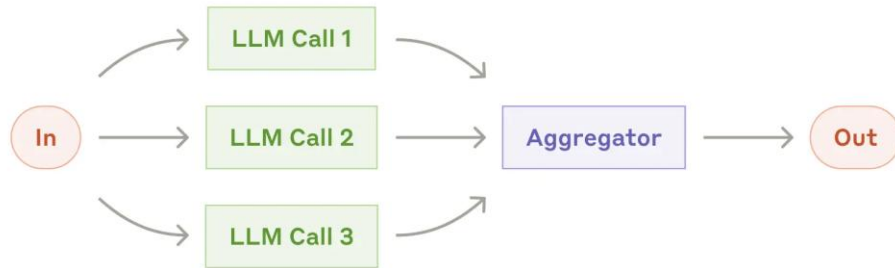 LLM Call 1
In
LLM Call 2
Aggregator
Out
LLM Call 3